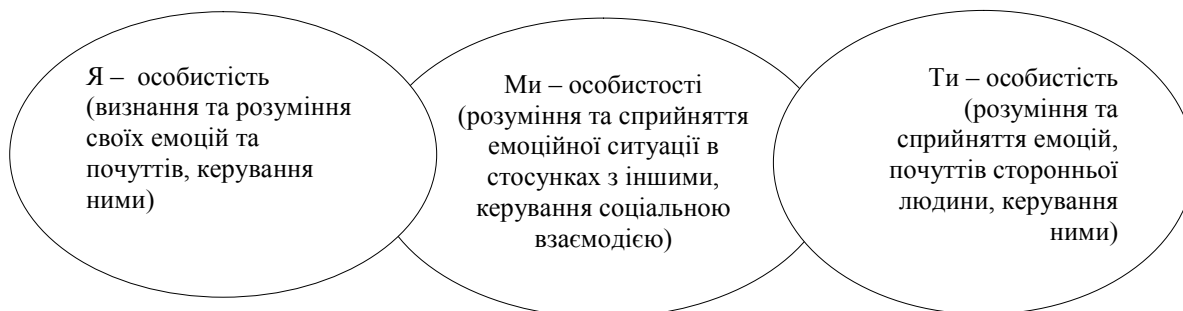 Я – особистість
(визнання та розуміння
своїх емоцій та
почуттів, керування
ними)
Ми – особистості
(розуміння та сприйняття
емоційної ситуації в
стосунках з іншими,
керування соціальною
взаємодією)
Ти – особистість
(розуміння та
сприйняття емоцій,
почуттів сторонньої
людини, керування
ними)